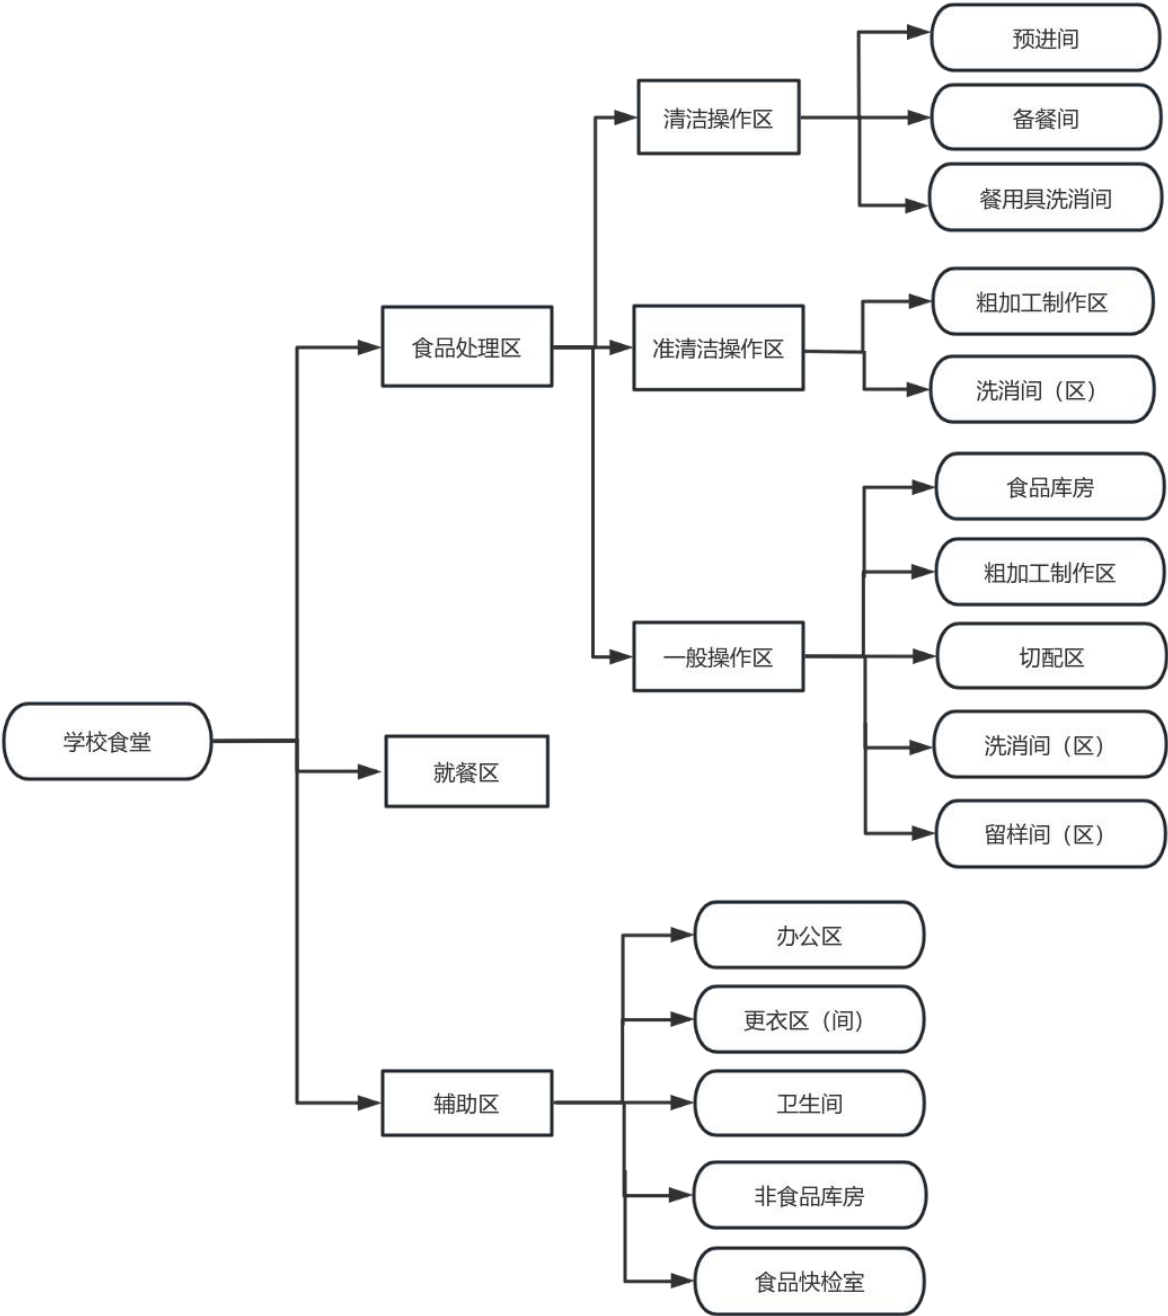 预进间
清洁操作区
备餐间
餐用具洗消间
粗加工制作区
食品处理区
准清洁操作区
洗消间（区）
食品库房
粗加工制作区
一般操作区
切配区
学校食堂
洗消间（区）
就餐区
留样间（区）
办公区
更衣区（间）
辅助区
卫生间
非食品库房
食品快检室